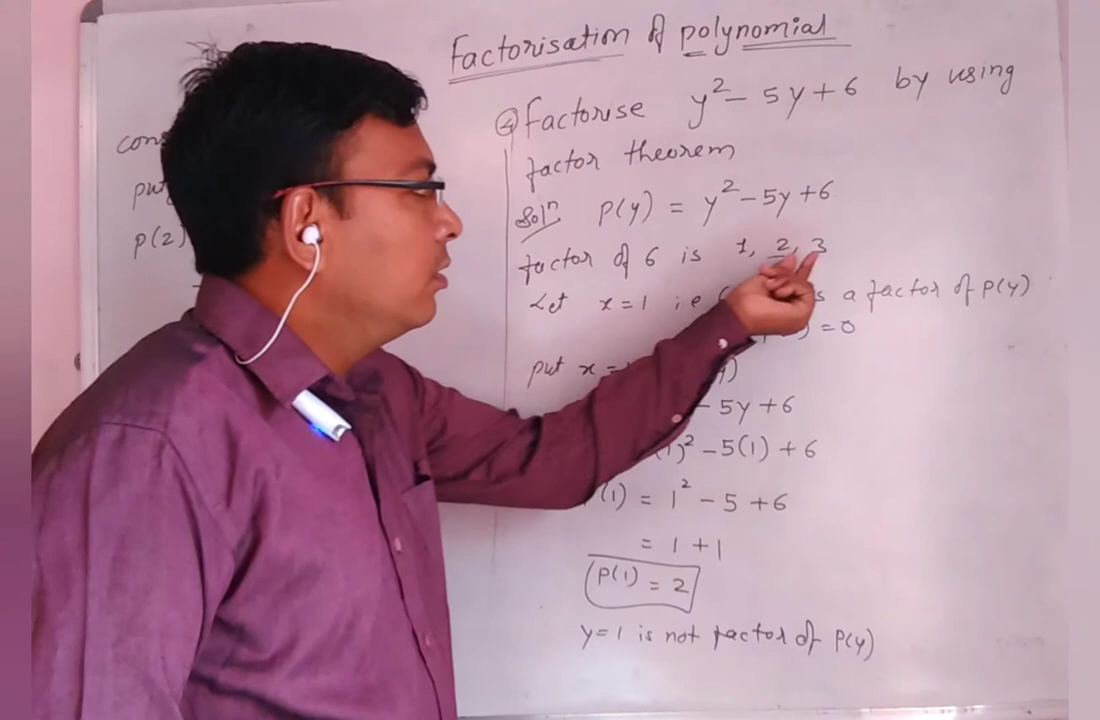 Factorisation of polynomial
④ Factorise y² - 5y + 6 by using
factor theorem
Solⁿ P(y) = y² - 5y + 6
factor of 6 is 1, 2, 3
Let x = 1 i.e a factor of P(y)
= 0
put x =
- 5y + 6
)² - 5(1) + 6
(1) = 1² - 5 + 6
= 1 + 1
P(1) = 2
y = 1 is not factor of P(y)
put
P(2)